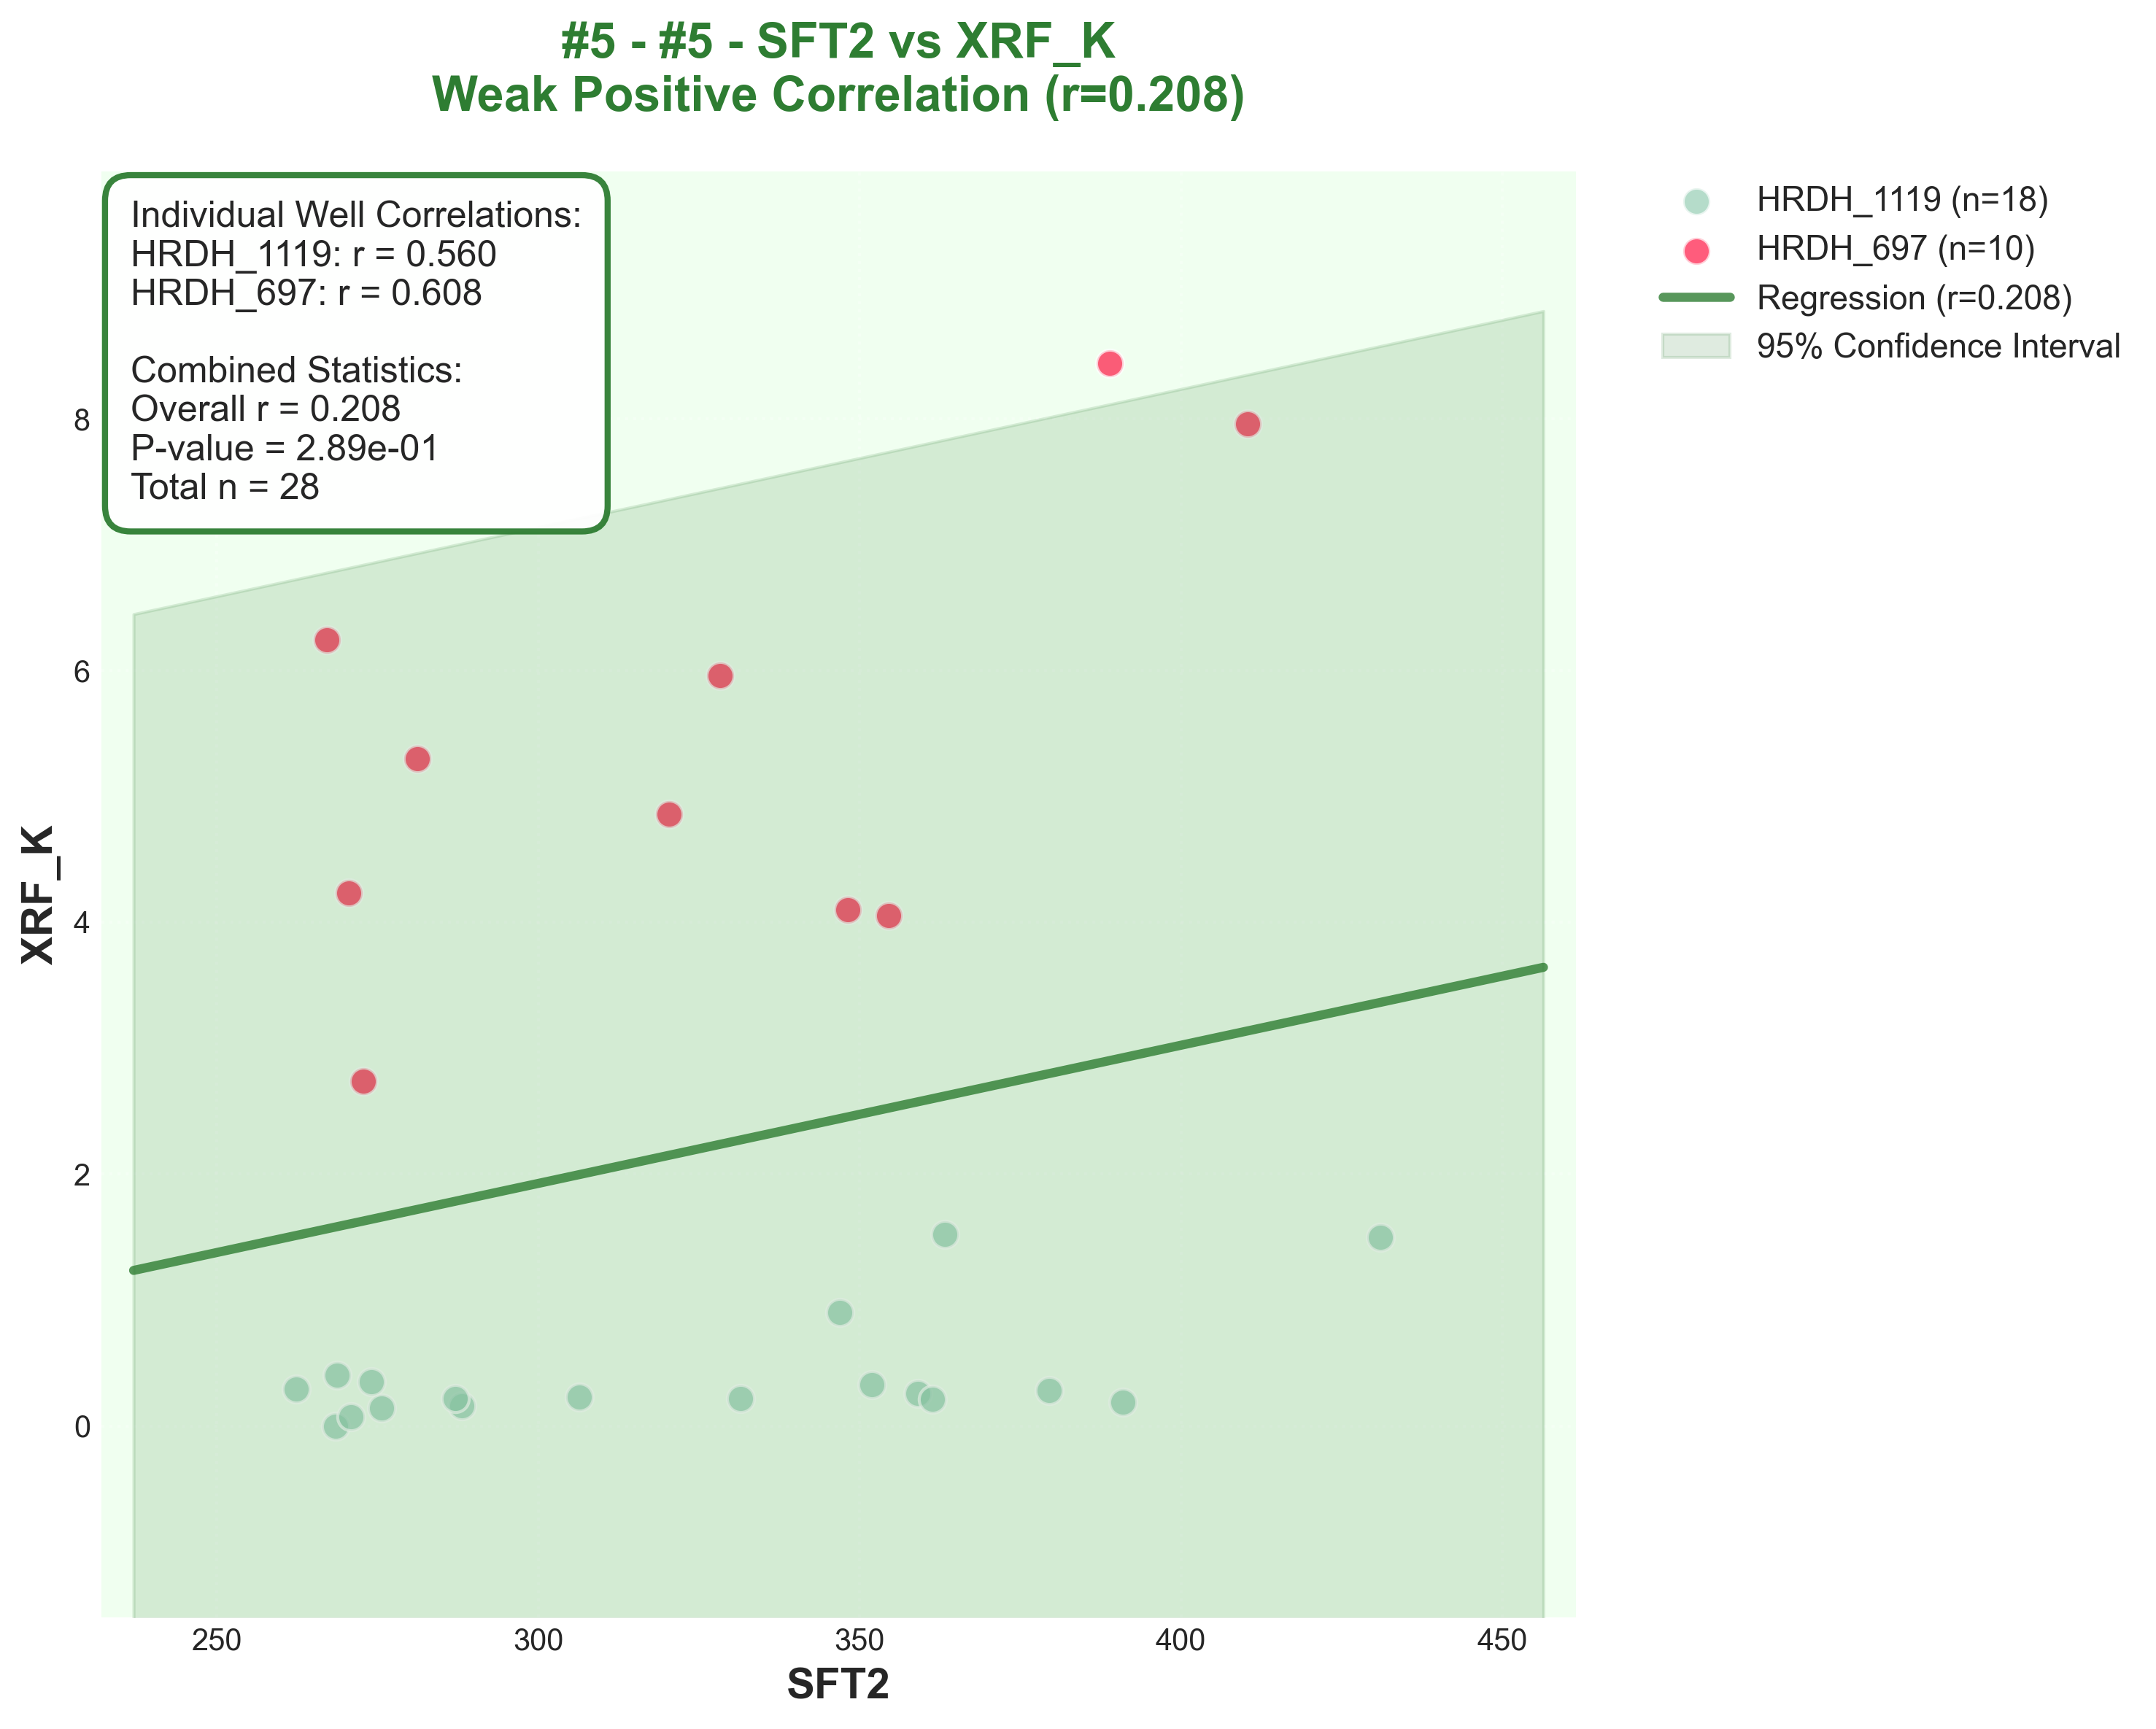 #5 - #5 - SFT2 vs XRF_K
Weak Positive Correlation (r=0.208)
Individual Well Correlations:
HRDH_1119: r = 0.560
HRDH_697: r = 0.608
Combined Statistics:
Overall r = 0.208
P-value = 2.89e-01
Total n = 28
HRDH_1119 (n=18)
HRDH_697 (n=10)
Regression (r=0.208)
95% Confidence Interval
XRF_K
8
6
4
2
0
250
300
350
400
450
SFT2